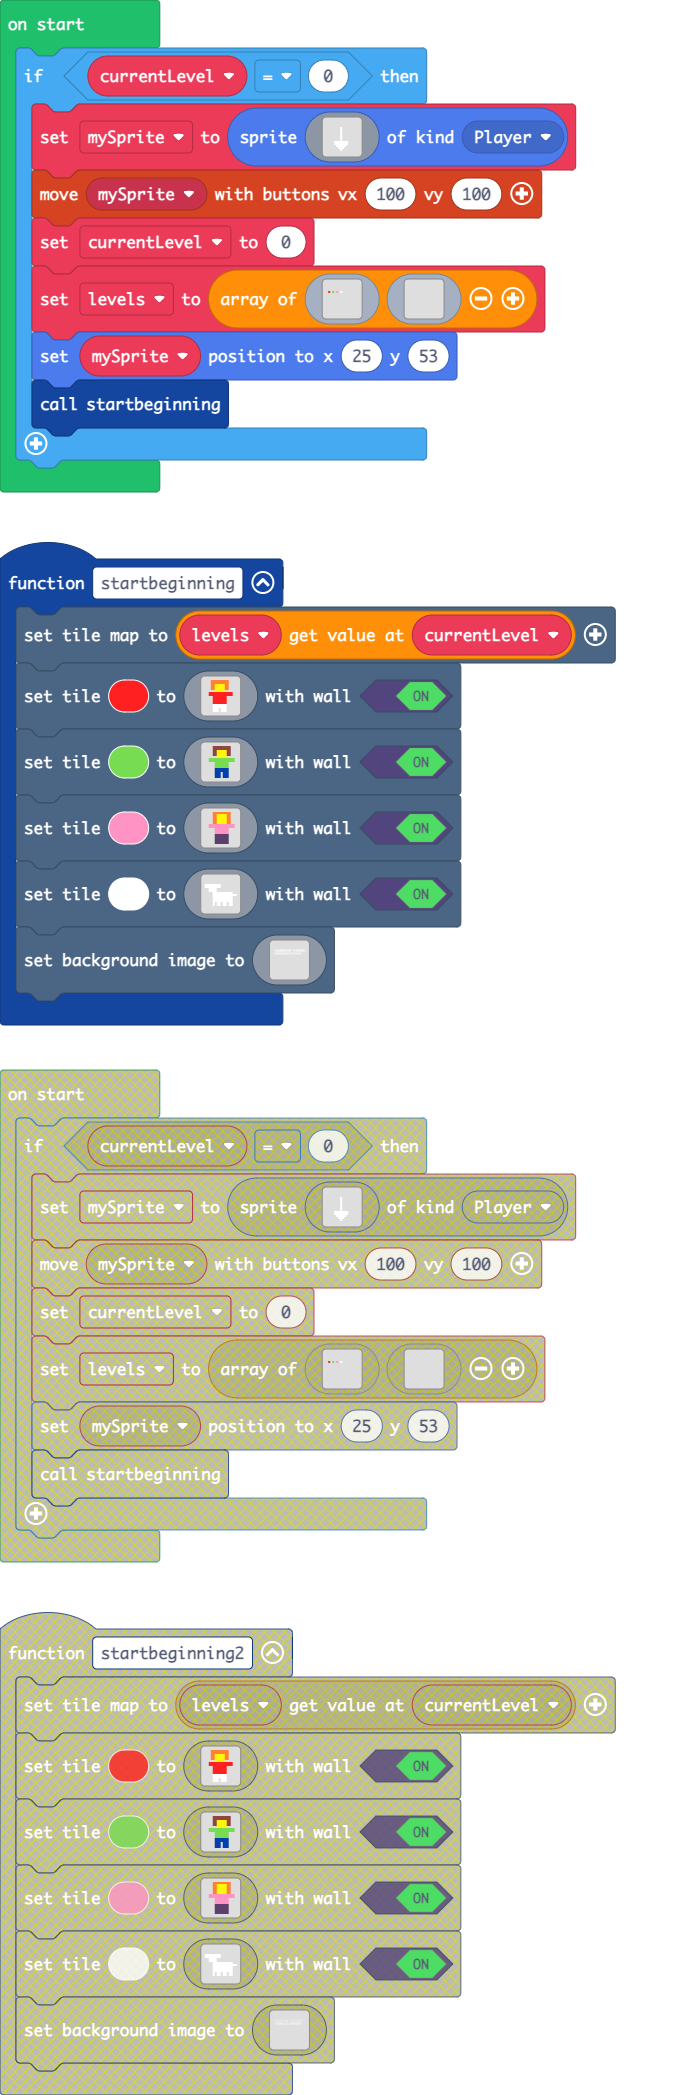 on start
if currentLevel = 0 then
set mySprite to sprite of kind Player
move mySprite with buttons vx 100 vy 100
set currentLevel to 0
set levels to array of
set mySprite position to x 25 y 53
call startbeginning
function startbeginning
set tile map to levels get value at currentLevel
set tile to with wall ON
set tile to with wall ON
set tile to with wall ON
set tile to with wall ON
set background image to
on start
if currentLevel = 0 then
set mySprite to sprite of kind Player
move mySprite with buttons vx 100 vy 100
set currentLevel to 0
set levels to array of
set mySprite position to x 25 y 53
call startbeginning
function startbeginning2
set tile map to levels get value at currentLevel
set tile to with wall ON
set tile to with wall ON
set tile to with wall ON
set tile to with wall ON
set background image to